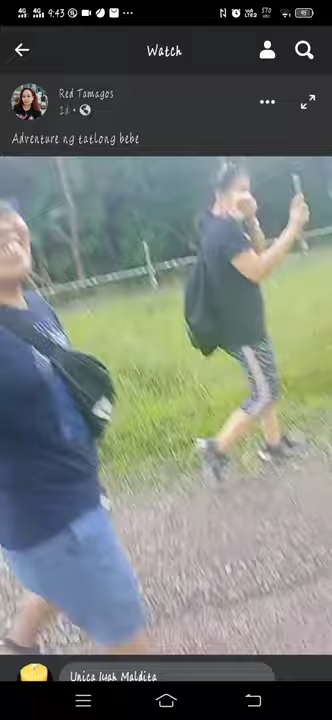 9:43
Watch
Red Tamagos
1d
Adventure ng tatlong bebe
Unica Iyah Maldita